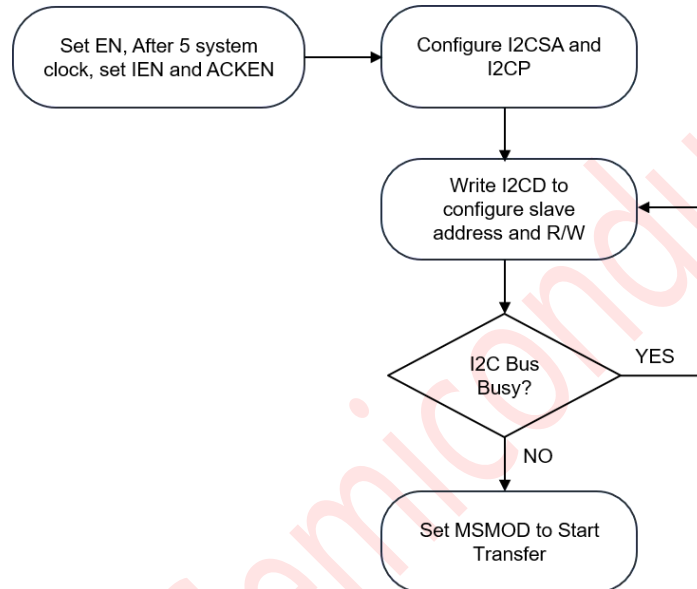 Set EN, After 5 system
clock, set IEN and ACKEN
Configure I2CSA and
I2CP
Write I2CD to
configure slave
address and R/W
I2C Bus
Busy?
YES
NO
Set MSMOD to Start
Transfer